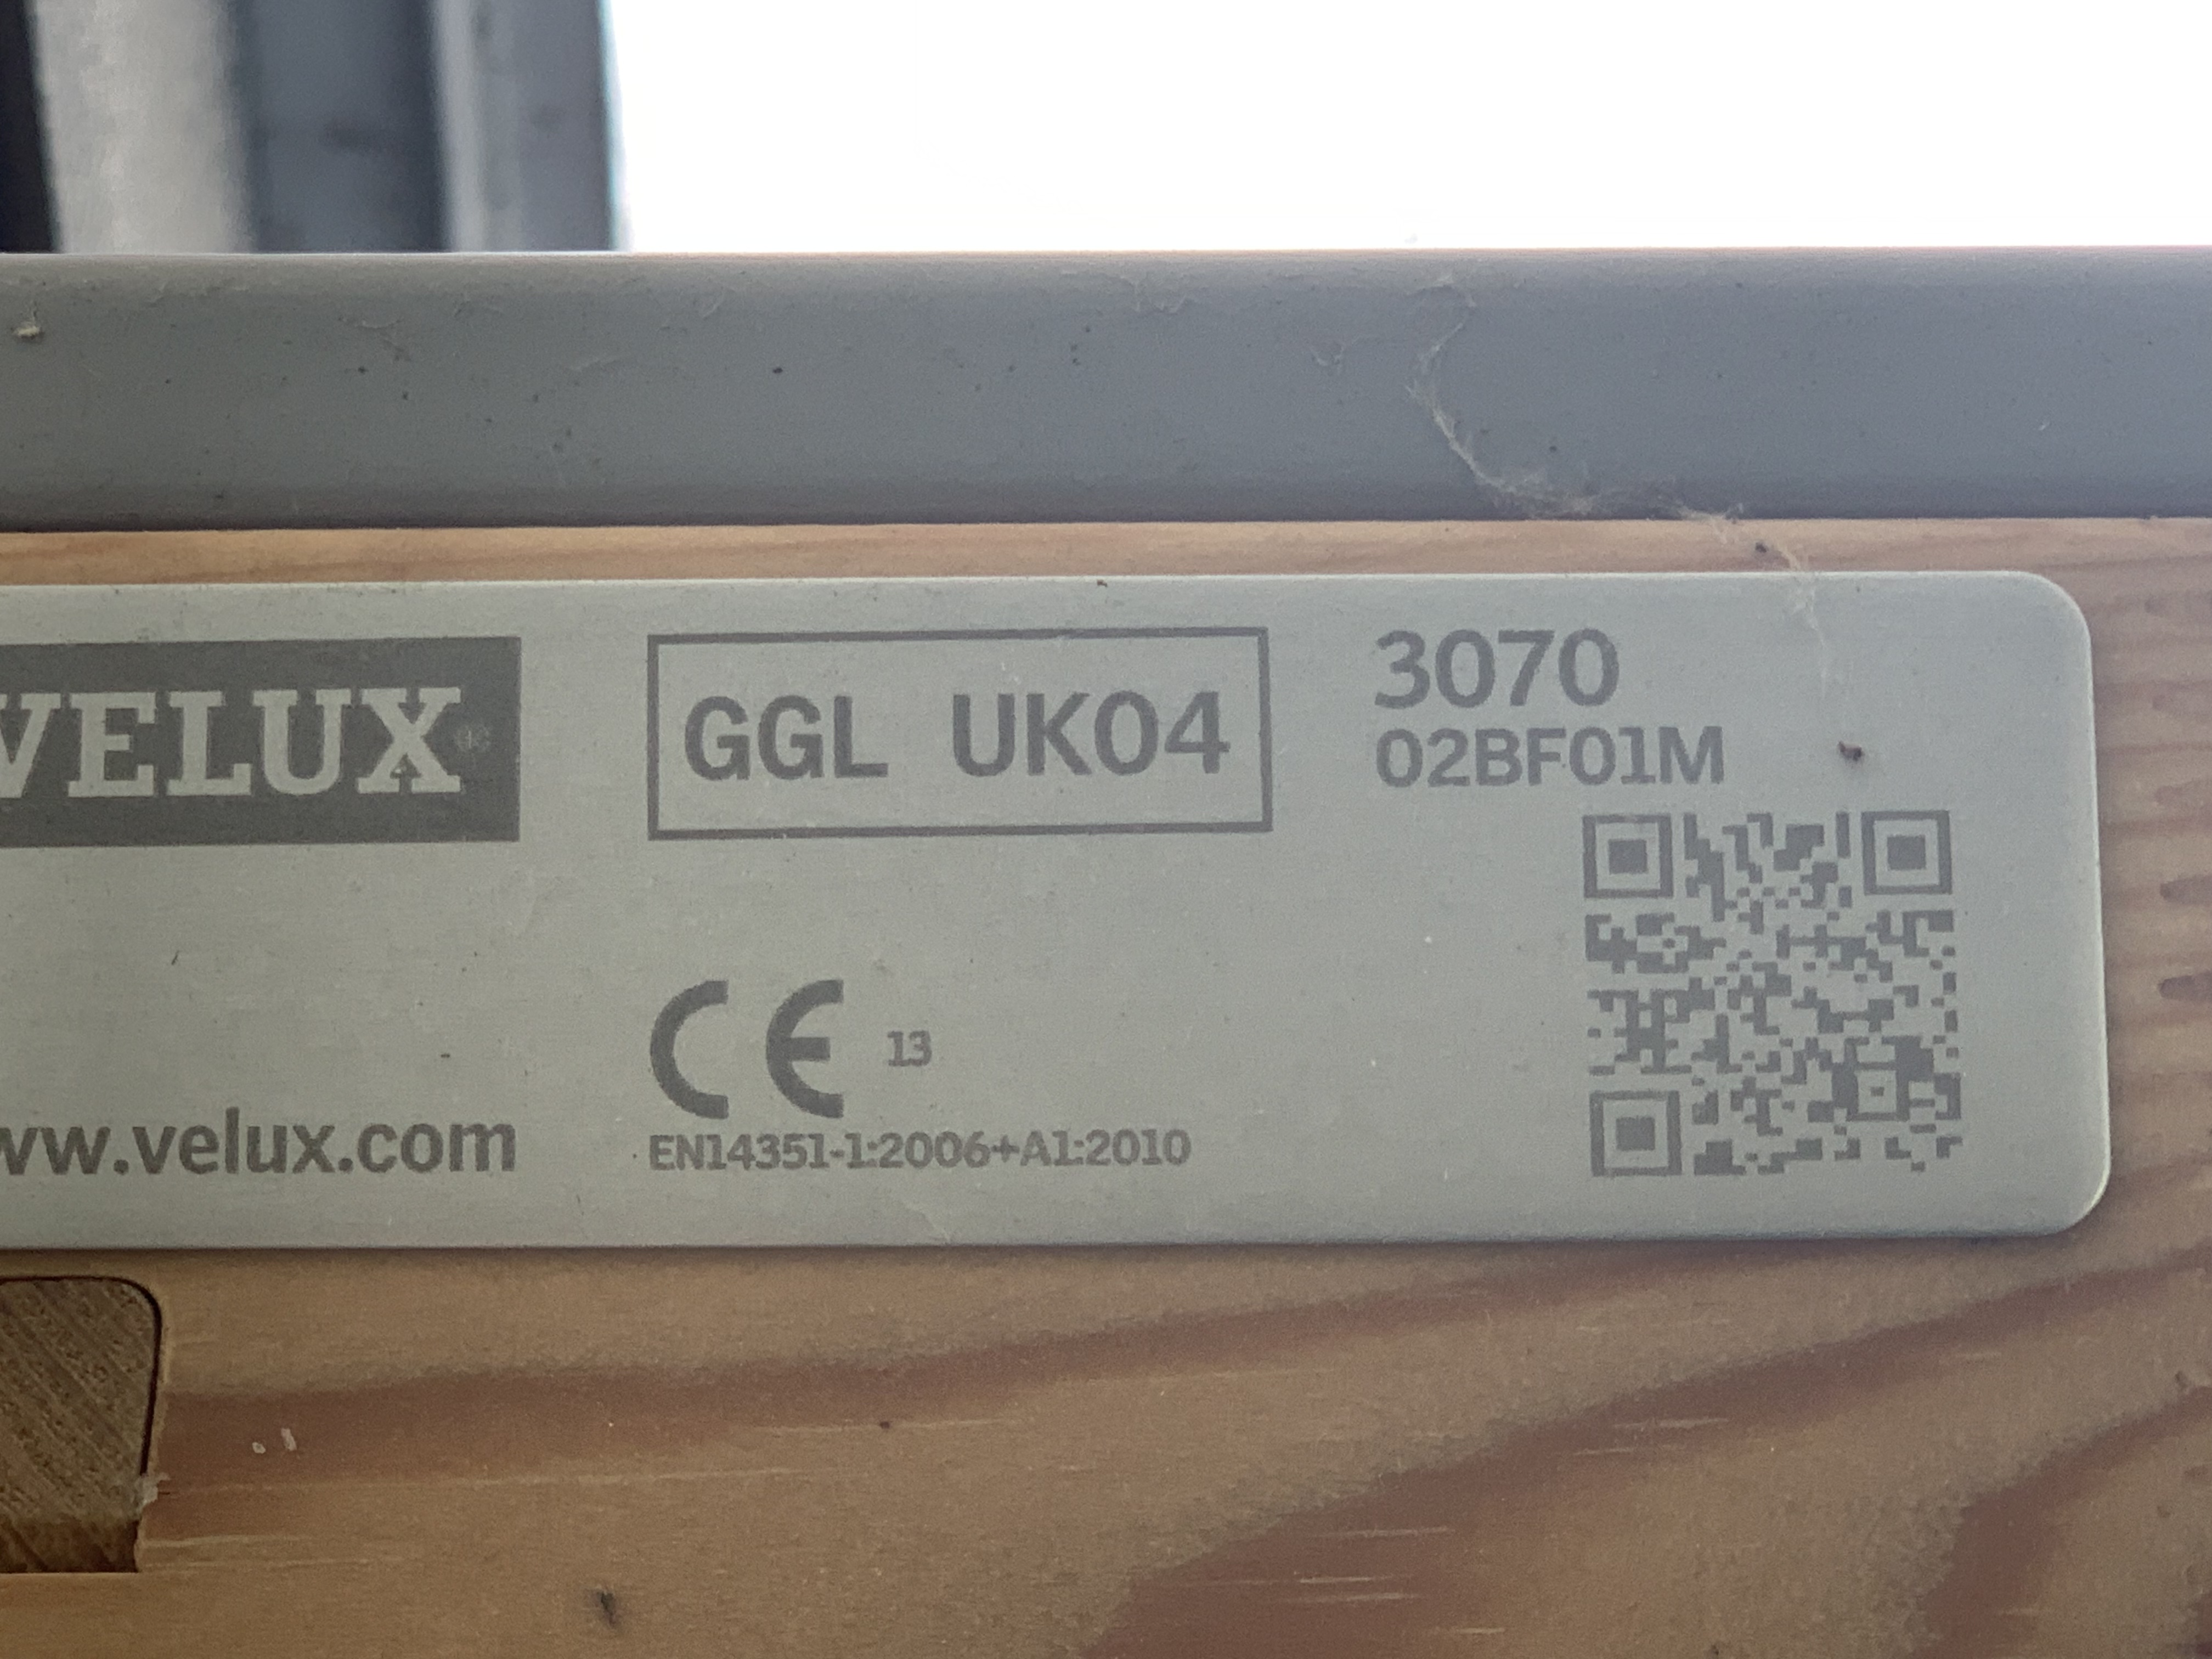 VELUX
GGL UK04
3070
02BF01M
CE 13
ww.velux.com
EN14351-1:2006+A1:2010